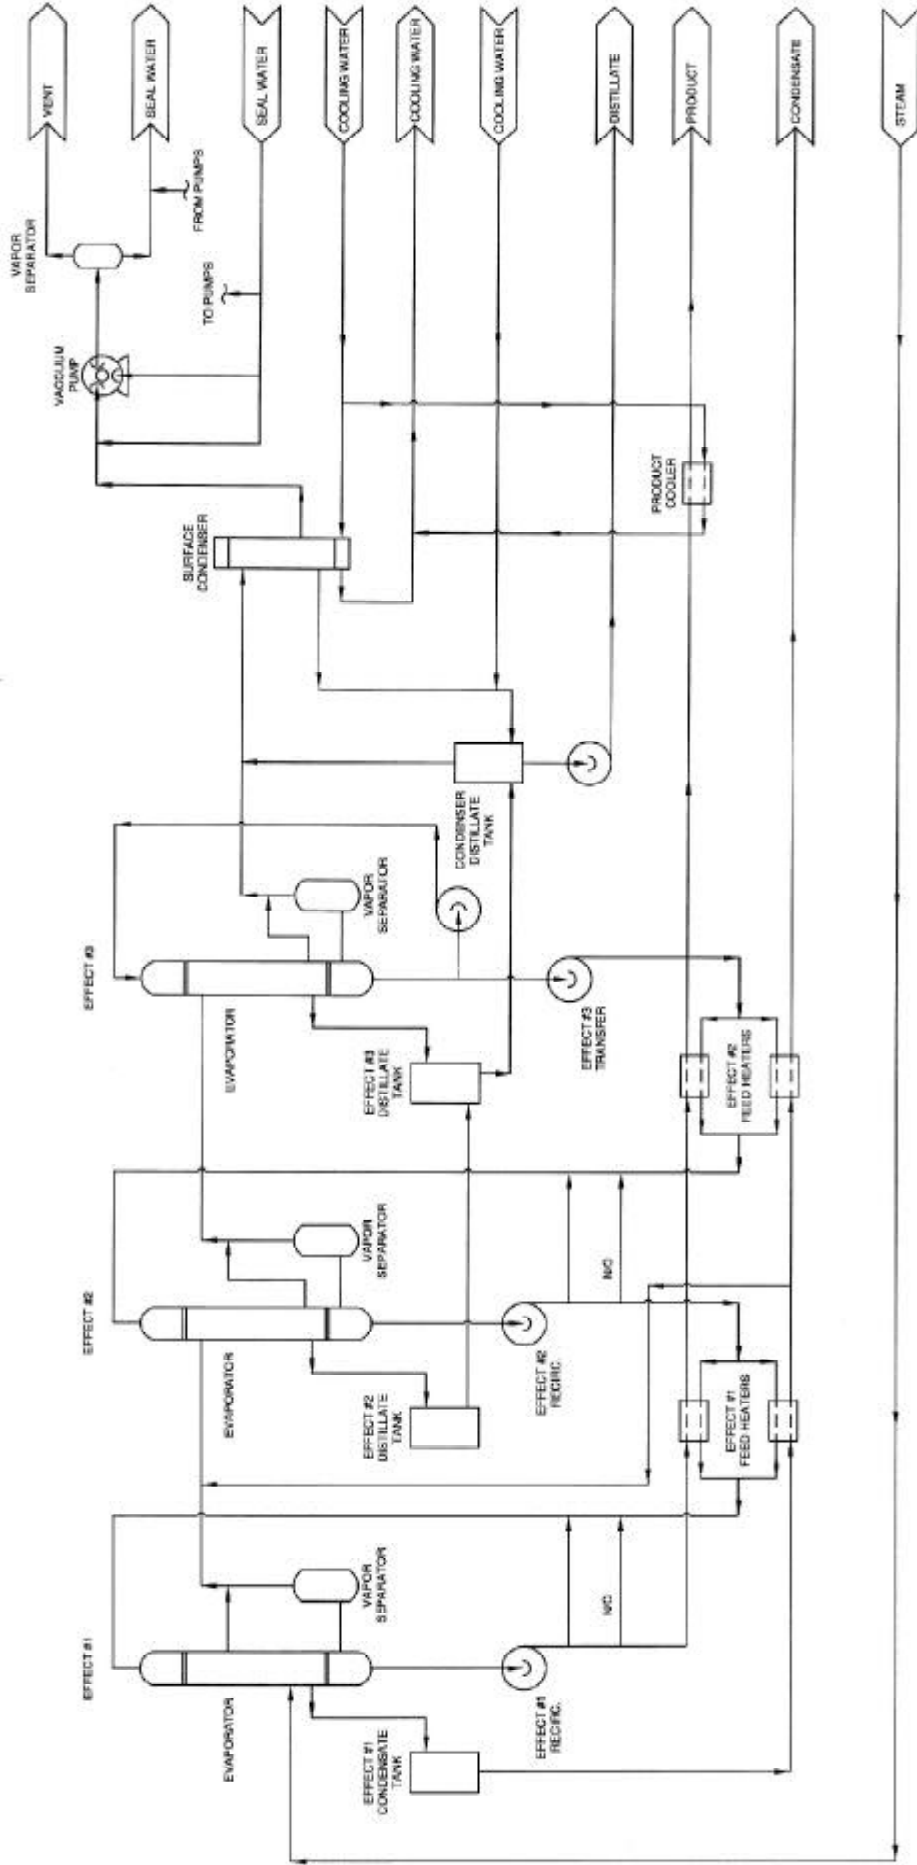 VENT
SEAL WATER
SEAL WATER
COOLING WATER
COOLING WATER
COOLING WATER
DISTILLATE
PRODUCT
CONDENSATE
STEAM
VAPOR
SEPARATOR
FROM PUMPS
TO PUMPS
VACUUM
PUMP
SURFACE
CONDENSER
PRODUCT
COOLER
CONDENSER
DISTILLATE
TANK
EFFECT #3
EVAPORATOR
VAPOR
SEPARATOR
EFFECT #3
DISTILLATE
TANK
EFFECT #3
TRANSFER
EFFECT #2
FEED HEATERS
EFFECT #2
EVAPORATOR
VAPOR
SEPARATOR
EFFECT #2
DISTILLATE
TANK
EFFECT #2
RECIRC.
N/O
EFFECT #1
FEED HEATERS
EFFECT #1
EVAPORATOR
VAPOR
SEPARATOR
EFFECT #1
CONDENSATE
TANK
EFFECT #1
RECIRC.
N/O